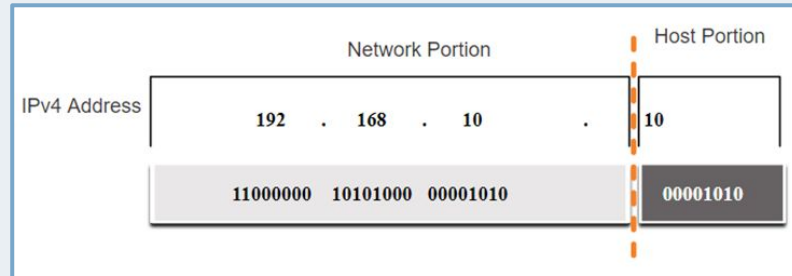 Network Portion
Host Portion
IPv4 Address
192 . 168 . 10 . 10
11000000 10101000 00001010 00001010